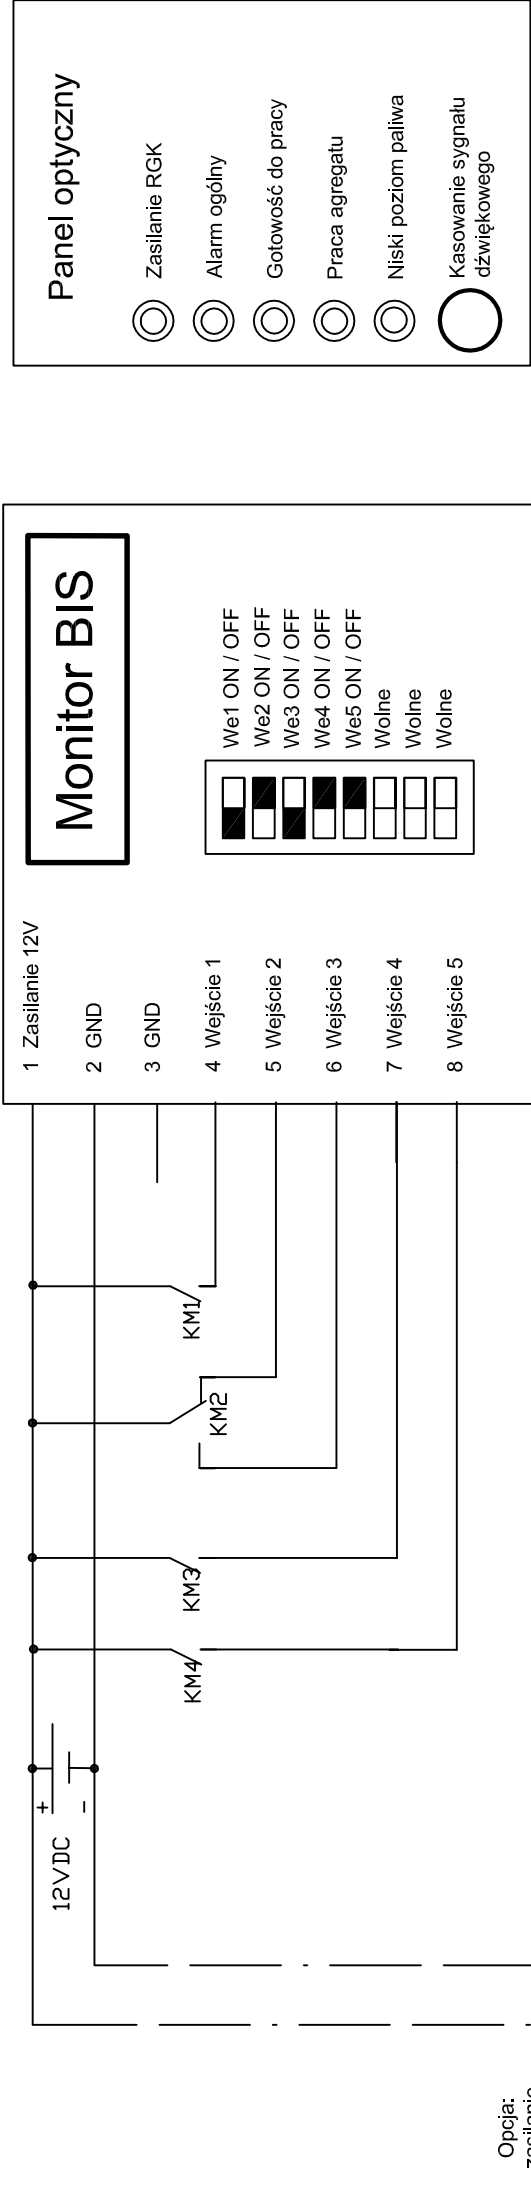 Panel optyczny
Zasilanie RGK
Alarm ogólny
Gotowość do pracy
Praca agregatu
Niski poziom paliwa
Kasowanie sygnału
dźwiękowego
Monitor BIS
We1 ON / OFF
We2 ON / OFF
We3 ON / OFF
We4 ON / OFF
We5 ON / OFF
Wolne
Wolne
Wolne
1 Zasilanie 12V
2 GND
3 GND
4 Wejście 1
5 Wejście 2
6 Wejście 3
7 Wejście 4
8 Wejście 5
KM1
KM2
KM3
KM4
+
-
12VDC
Opcja:
zasilanie